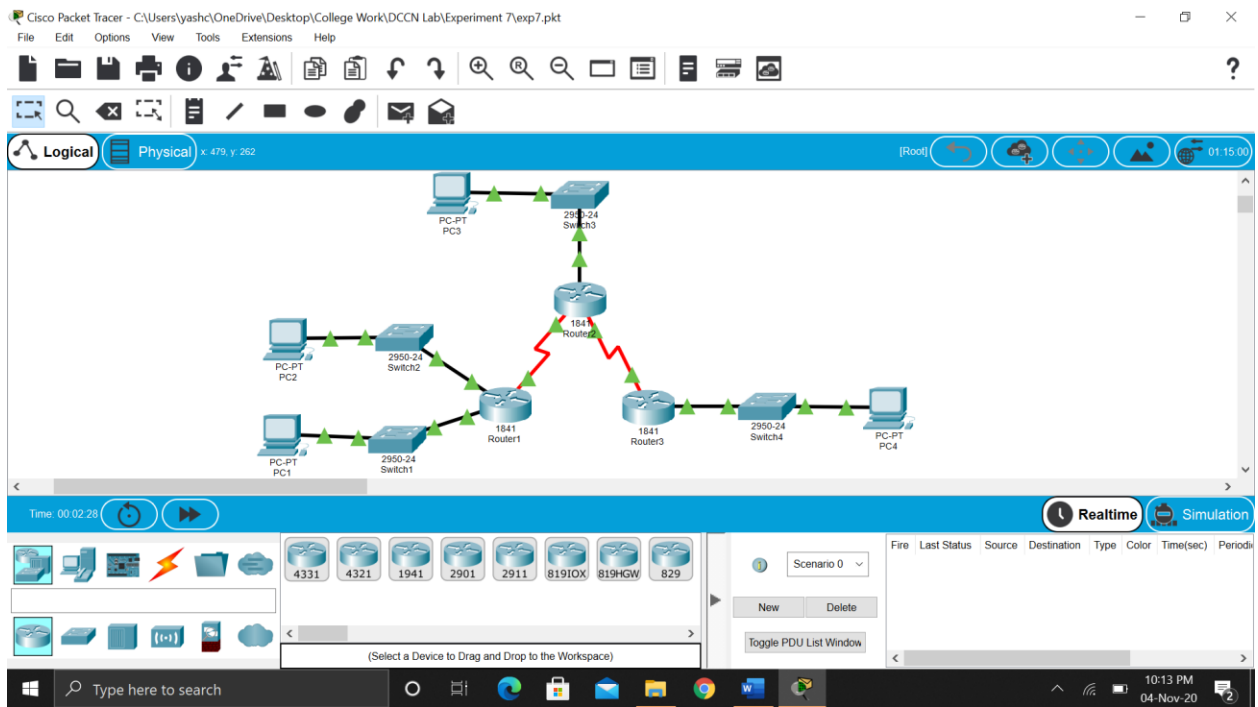 Cisco Packet Tracer - C:\Users\yashc\OneDrive\Desktop\College Work\DCCN Lab\Experiment 7\exp7.pkt
File Edit Options View Tools Extensions Help
?
Logical Physical x: 479, y: 262 [Root] 01:15:00
PC-PT
PC3
2950-24
Switch3
1841
Router2
PC-PT
PC2
2950-24
Switch2
1841
Router1
1841
Router3
2950-24
Switch4
PC-PT
PC4
PC-PT
PC1
2950-24
Switch1
Time: 00:02:28 Realtime Simulation
4331 4321 1941 2901 2911 819IOX 819HGW 829
(Select a Device to Drag and Drop to the Workspace)
Scenario 0
New Delete
Toggle PDU List Window
Fire Last Status Source Destination Type Color Time(sec) Periodi
Type here to search
10:13 PM
04-Nov-20
2